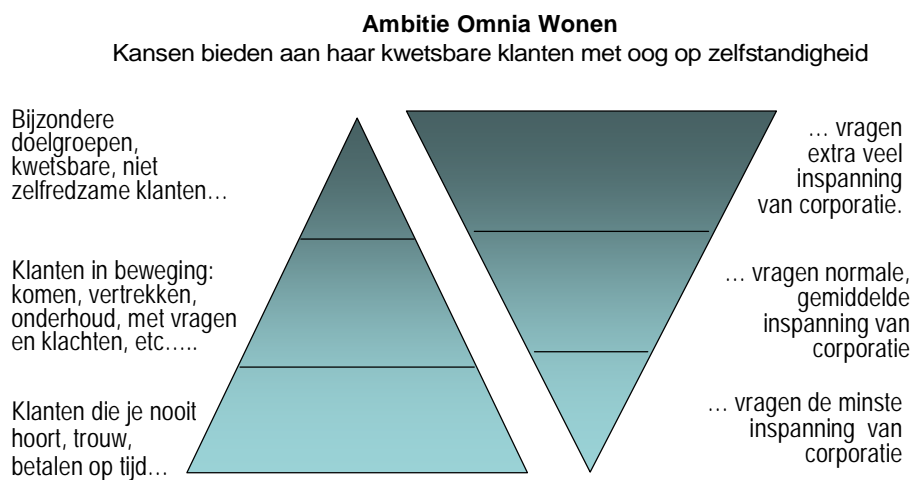 Ambitie Omnia Wonen
Kansen bieden aan haar kwetsbare klanten met oog op zelfstandigheid
Bijzondere
doelgroepen,
kwetsbare, niet
zelfredzame klanten…
… vragen
extra veel
inspanning
van corporatie.
Klanten in beweging:
komen, vertrekken,
onderhoud, met vragen
en klachten, etc…..
… vragen normale,
gemiddelde
inspanning van
corporatie
Klanten die je nooit
hoort, trouw,
betalen op tijd…
… vragen de minste
inspanning van
corporatie